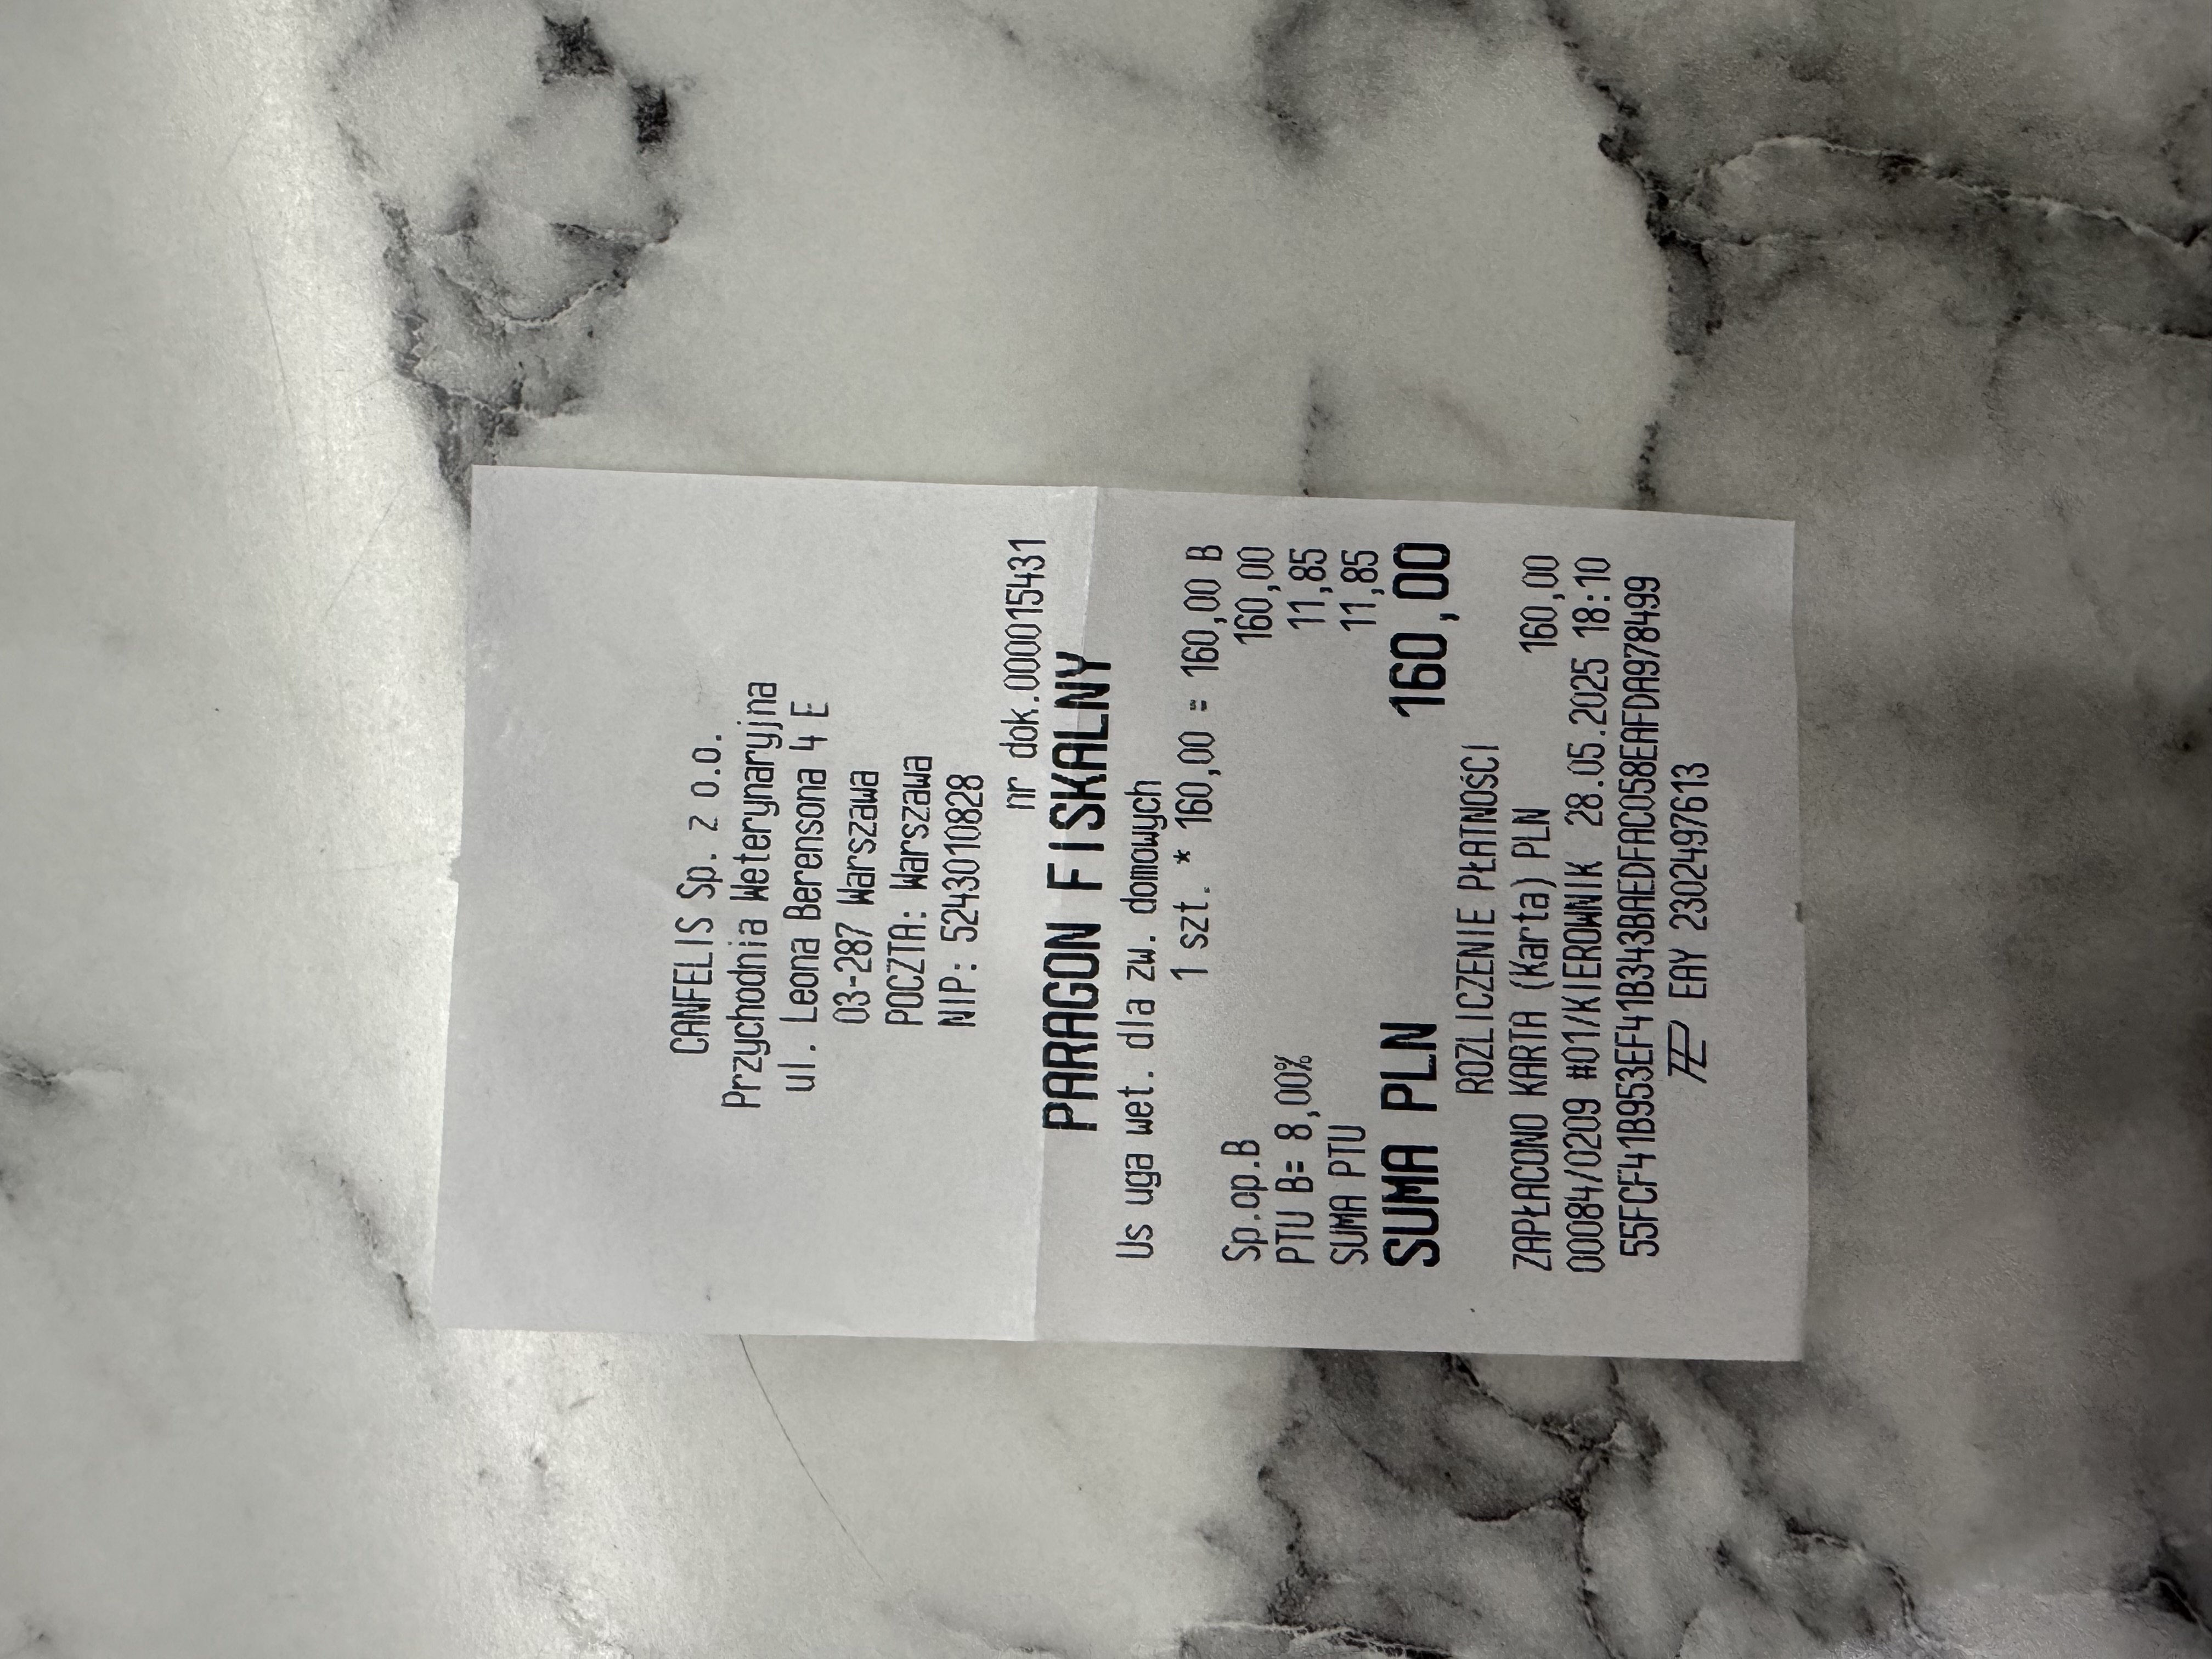 CANFELIS Sp. z o.o.
Przychodnia Weterynaryjna
ul. Leona Berensona 4 E
03-287 Warszawa
POCZTA: Warszawa
NIP: 5243010828
nr dok.000015431
PARAGON FISKALNY
Us uga wet. dla zw. domowych
1 szt. * 160,00 = 160,00 B
Sp.op.B 160,00
PTU B= 8,00% 11,85
SUMA PTU 11,85
SUMA PLN 160,00
ROZLICZENIE PŁATNOŚCI
ZAPŁACONO KARTA (Karta) PLN 160,00
00084/0209 #01/KIEROWNIK 28.05.2025 18:10
55FCF41B953EF41B343BAEDFAC058EAFDA978499
EAY 2302497613